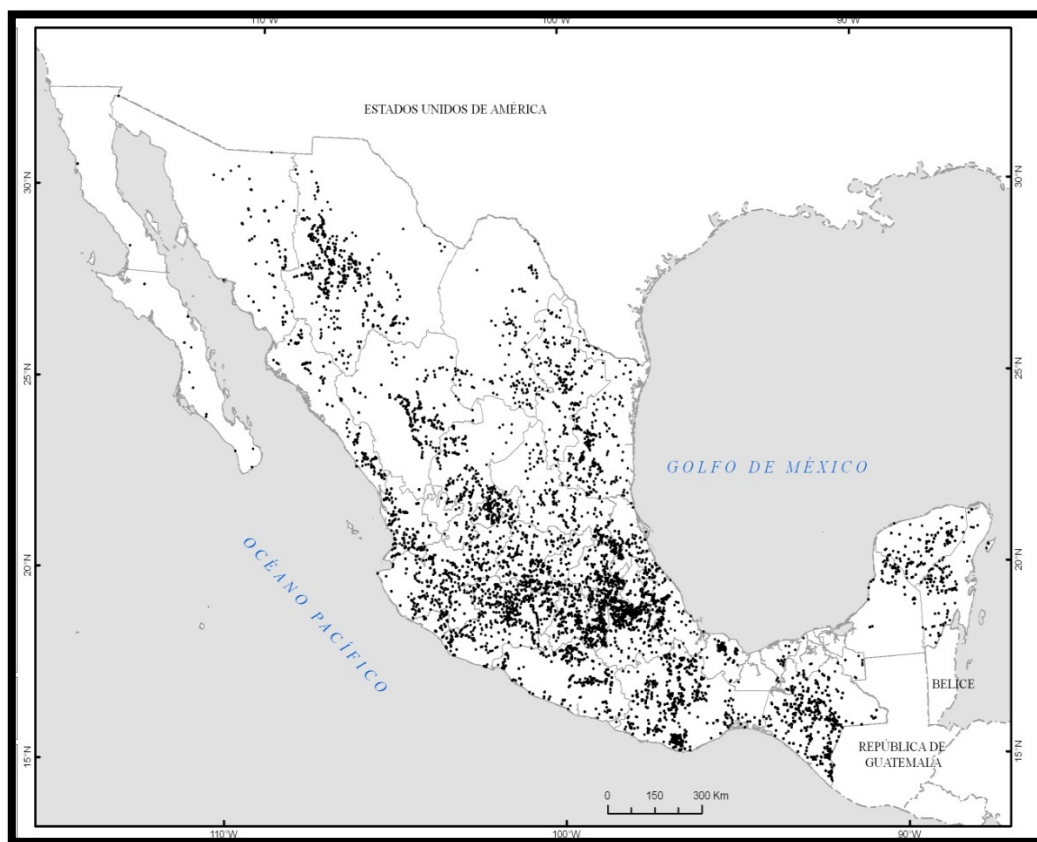 110°W 100°W 90°W
ESTADOS UNIDOS DE AMÉRICA
30°N
30°N
25°N
25°N
GOLFO DE MÉXICO
OCÉANO PACÍFICO
20°N
20°N
BELICE
REPÚBLICA DE
GUATEMALA
15°N
15°N
0 150 300 Km
110°W 100°W 90°W